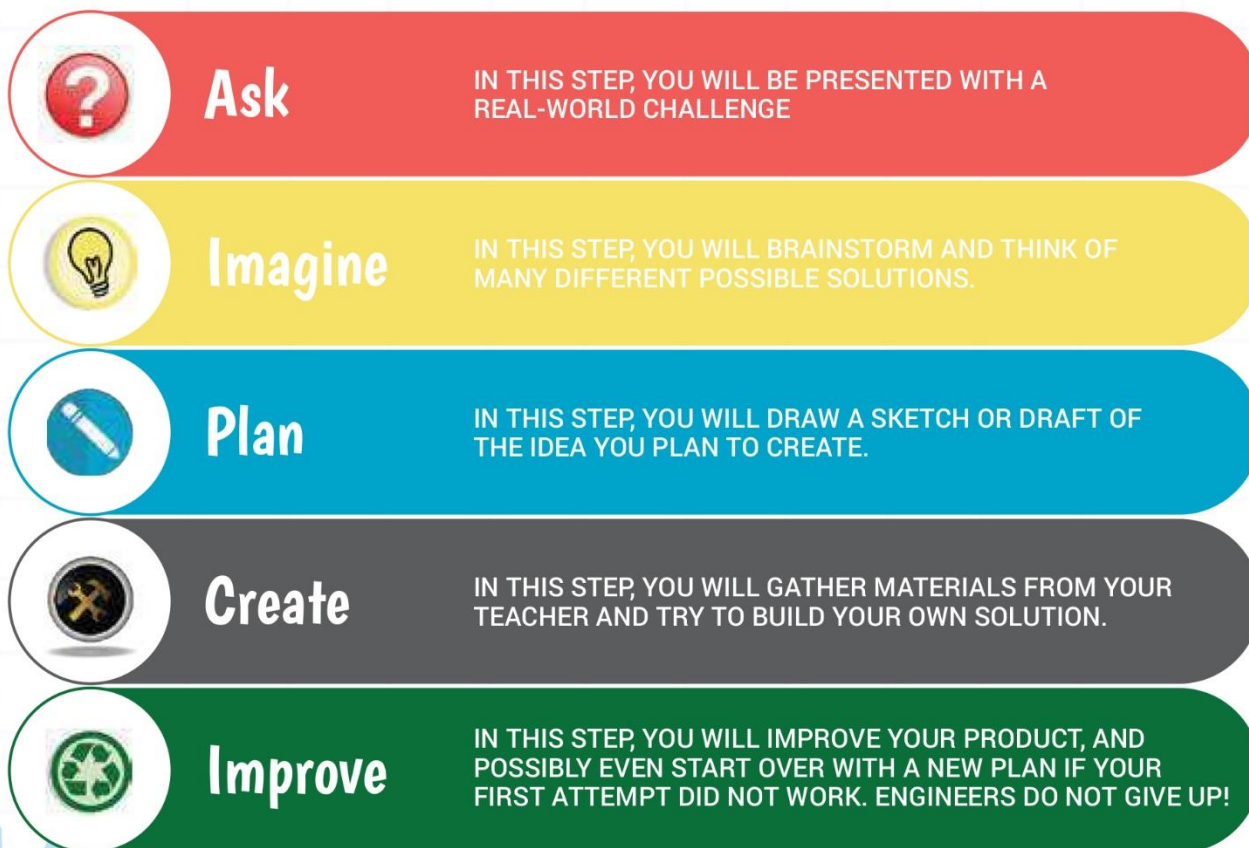 Ask
IN THIS STEP, YOU WILL BE PRESENTED WITH A
REAL-WORLD CHALLENGE
Imagine
IN THIS STEP, YOU WILL BRAINSTORM AND THINK OF
MANY DIFFERENT POSSIBLE SOLUTIONS.
Plan
IN THIS STEP, YOU WILL DRAW A SKETCH OR DRAFT OF
THE IDEA YOU PLAN TO CREATE.
Create
IN THIS STEP, YOU WILL GATHER MATERIALS FROM YOUR
TEACHER AND TRY TO BUILD YOUR OWN SOLUTION.
Improve
IN THIS STEP, YOU WILL IMPROVE YOUR PRODUCT, AND
POSSIBLY EVEN START OVER WITH A NEW PLAN IF YOUR
FIRST ATTEMPT DID NOT WORK. ENGINEERS DO NOT GIVE UP!